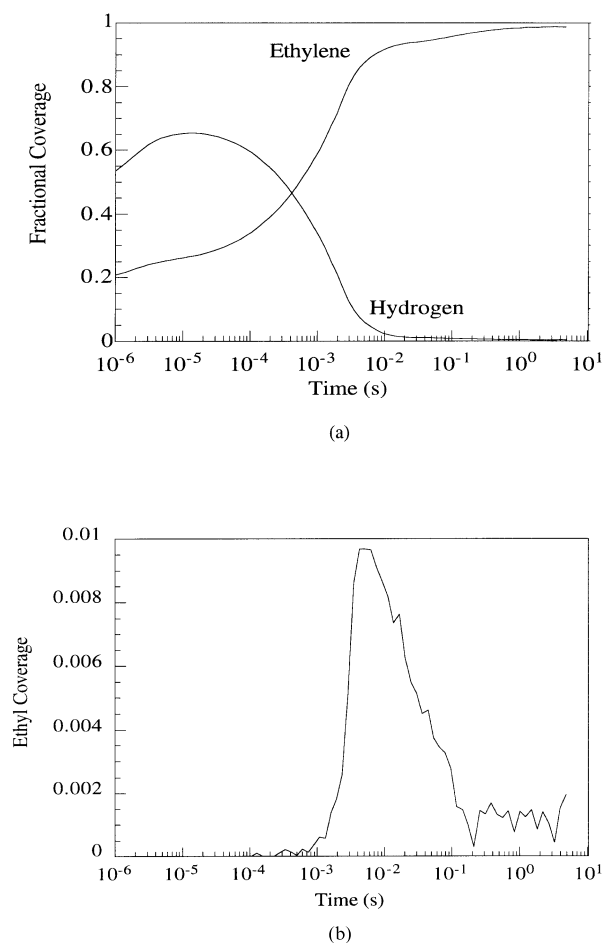 1
0.8
0.6
0.4
0.2
0
Fractional Coverage
Ethylene
Hydrogen
10⁻⁶ 10⁻⁵ 10⁻⁴ 10⁻³ 10⁻² 10⁻¹ 10⁰ 10¹
Time (s)
(a)
0.01
0.008
0.006
0.004
0.002
0
Ethyl Coverage
10⁻⁶ 10⁻⁵ 10⁻⁴ 10⁻³ 10⁻² 10⁻¹ 10⁰ 10¹
Time (s)
(b)